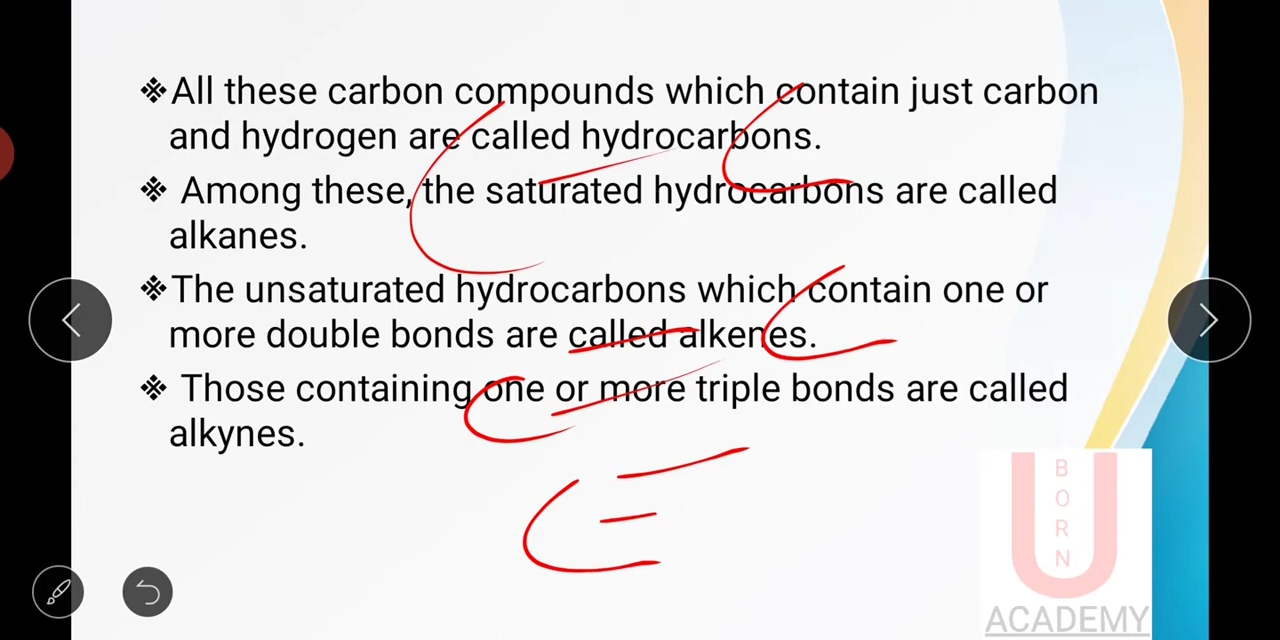 ❖All these carbon compounds which contain just carbon
and hydrogen are called hydrocarbons.
❖ Among these, the saturated hydrocarbons are called
alkanes.
❖The unsaturated hydrocarbons which contain one or
more double bonds are called alkenes.
❖ Those containing one or more triple bonds are called
alkynes.
U
BORN
ACADEMY